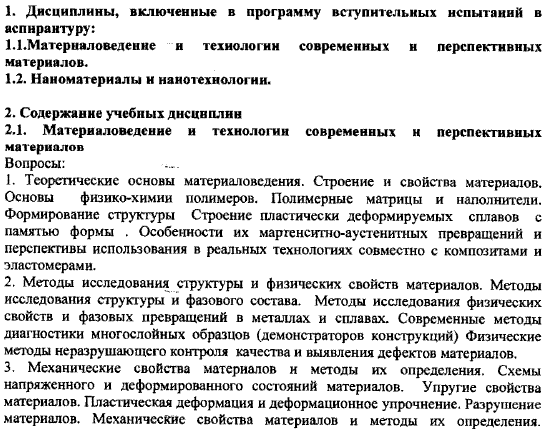 1. Дисциплины, включенные в программу вступительных испытаний в
аспирантуру:
1.1.Материаловедение и технологии современных и перспективных
материалов.
1.2. Наноматериалы и нанотехнологии.
2. Содержание учебных дисциплин
2.1. Материаловедение и технологии современных и перспективных
материалов
Вопросы:
1. Теоретические основы материаловедения. Строение и свойства материалов.
Основы физико-химии полимеров. Полимерные матрицы и наполнители.
Формирование структуры Строение пластически деформируемых сплавов с
памятью формы . Особенности их мартенситно-аустенитных превращений и
перспективы использования в реальных технологиях совместно с композитами и
эластомерами.
2. Методы исследования структуры и физических свойств материалов. Методы
исследования структуры и фазового состава. Методы исследования физических
свойств и фазовых превращений в металлах и сплавах. Современные методы
диагностики многослойных образцов (демонстраторов конструкций) Физические
методы неразрушающего контроля качества и выявления дефектов материалов.
3. Механические свойства материалов и методы их определения. Схемы
напряженного и деформированного состояний материалов. Упругие свойства
материалов. Пластическая деформация и деформационное упрочнение. Разрушение
материалов. Механические свойства материалов и методы их определения.